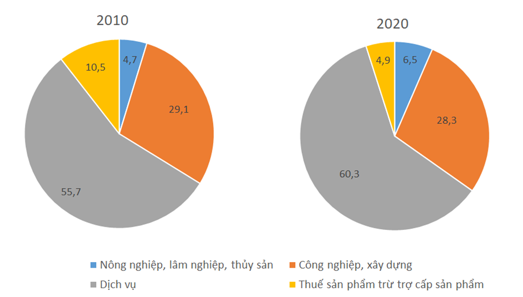 2010
2020
4,7
10,5
29,1
55,7
4,9
6,5
28,3
60,3
Nông nghiệp, lâm nghiệp, thủy sản
Công nghiệp, xây dựng
Dịch vụ
Thuế sản phẩm trừ trợ cấp sản phẩm